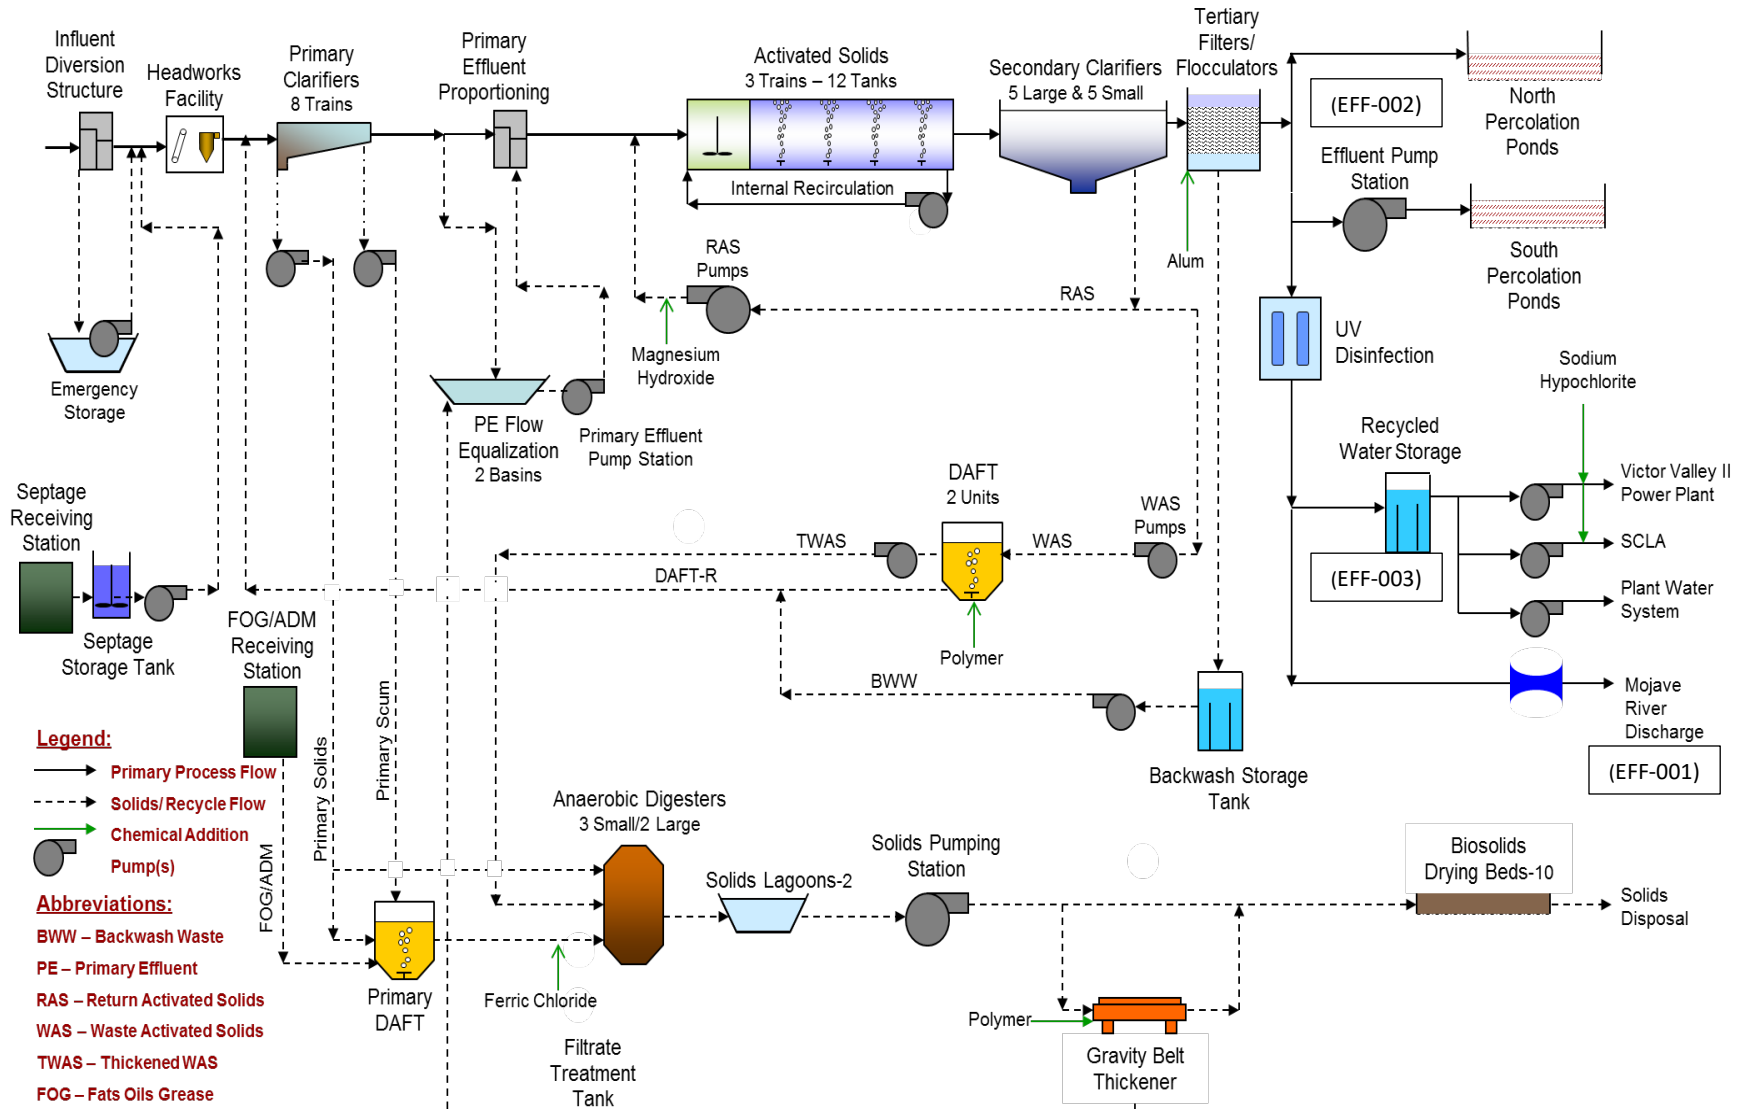 Influent
Diversion
Structure
Headworks
Facility
Primary
Clarifiers
8 Trains
Primary
Effluent
Proportioning
Activated Solids
3 Trains – 12 Tanks
Internal Recirculation
Secondary Clarifiers
5 Large & 5 Small
Tertiary
Filters/
Flocculators
(EFF-002)
North
Percolation
Ponds
Effluent Pump
Station
South
Percolation
Ponds
Alum
RAS
Pumps
RAS
Magnesium
Hydroxide
UV
Disinfection
Emergency
Storage
PE Flow
Equalization
2 Basins
Primary Effluent
Pump Station
Sodium
Hypochlorite
Recycled
Water Storage
(EFF-003)
Victor Valley II
Power Plant
SCLA
Plant Water
System
Mojave
River
Discharge
(EFF-001)
Septage
Receiving
Station
Septage
Storage Tank
DAFT
2 Units
TWAS
WAS
WAS
Pumps
DAFT-R
Polymer
BWW
Backwash Storage
Tank
FOG/ADM
Receiving
Station
FOG/ADM
Primary Solids
Primary Scum
Primary
DAFT
Anaerobic Digesters
3 Small/2 Large
Ferric Chloride
Filtrate
Treatment
Tank
Solids Lagoons-2
Solids Pumping
Station
Polymer
Gravity Belt
Thickener
Biosolids
Drying Beds-10
Solids
Disposal
Legend:
Primary Process Flow
Solids/Recycle Flow
Chemical Addition
Pump(s)
Abbreviations:
BWW – Backwash Waste
PE – Primary Effluent
RAS – Return Activated Solids
WAS – Waste Activated Solids
TWAS – Thickened WAS
FOG – Fats Oils Grease